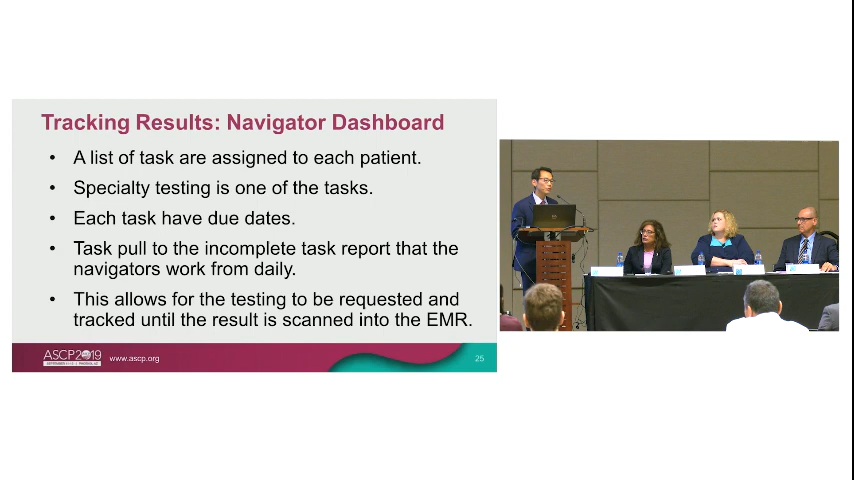 Tracking Results: Navigator Dashboard
• A list of task are assigned to each patient.
• Specialty testing is one of the tasks.
• Each task have due dates.
• Task pull to the incomplete task report that the
navigators work from daily.
• This allows for the testing to be requested and
tracked until the result is scanned into the EMR.
ASCP2019
www.ascp.org
25